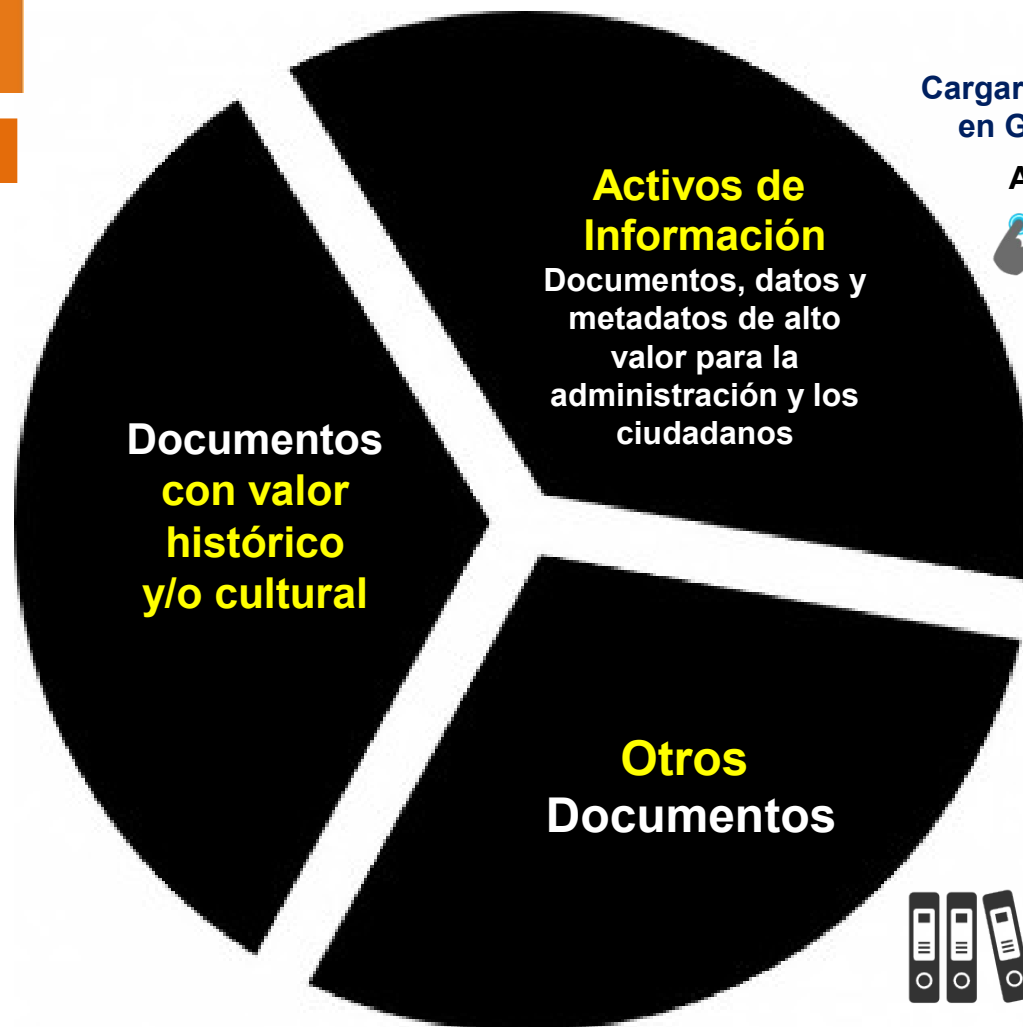 Cargar
en G
A
Activos de
Información
Documentos, datos y
metadatos de alto
valor para la
administración y los
ciudadanos
Documentos
con valor
histórico
y/o cultural
Otros
Documentos